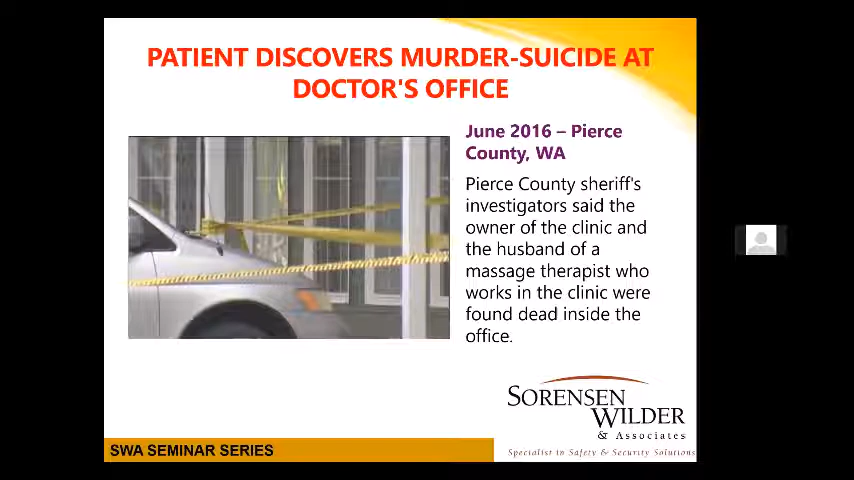 PATIENT DISCOVERS MURDER-SUICIDE AT
DOCTOR'S OFFICE
June 2016 – Pierce
County, WA
Pierce County sheriff's
investigators said the
owner of the clinic and
the husband of a
massage therapist who
works in the clinic were
found dead inside the
office.
SORENSEN
WILDER
& Associates
Specialist in Safety & Security Solutions
SWA SEMINAR SERIES